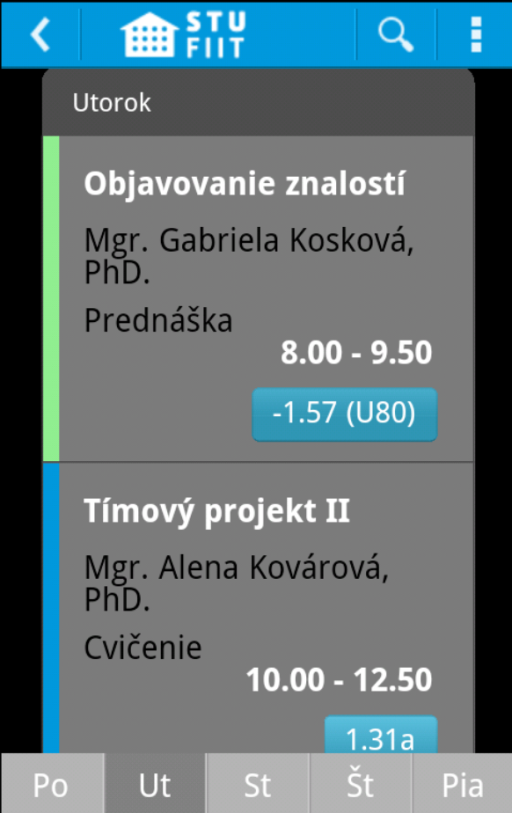 STU
FIIT
Utorok
Objavovanie znalostí
Mgr. Gabriela Kosková,
PhD.
Prednáška
8.00 - 9.50
-1.57 (U80)
Tímový projekt II
Mgr. Alena Kovárová,
PhD.
Cvičenie
10.00 - 12.50
1.31a
Po Ut St Št Pia